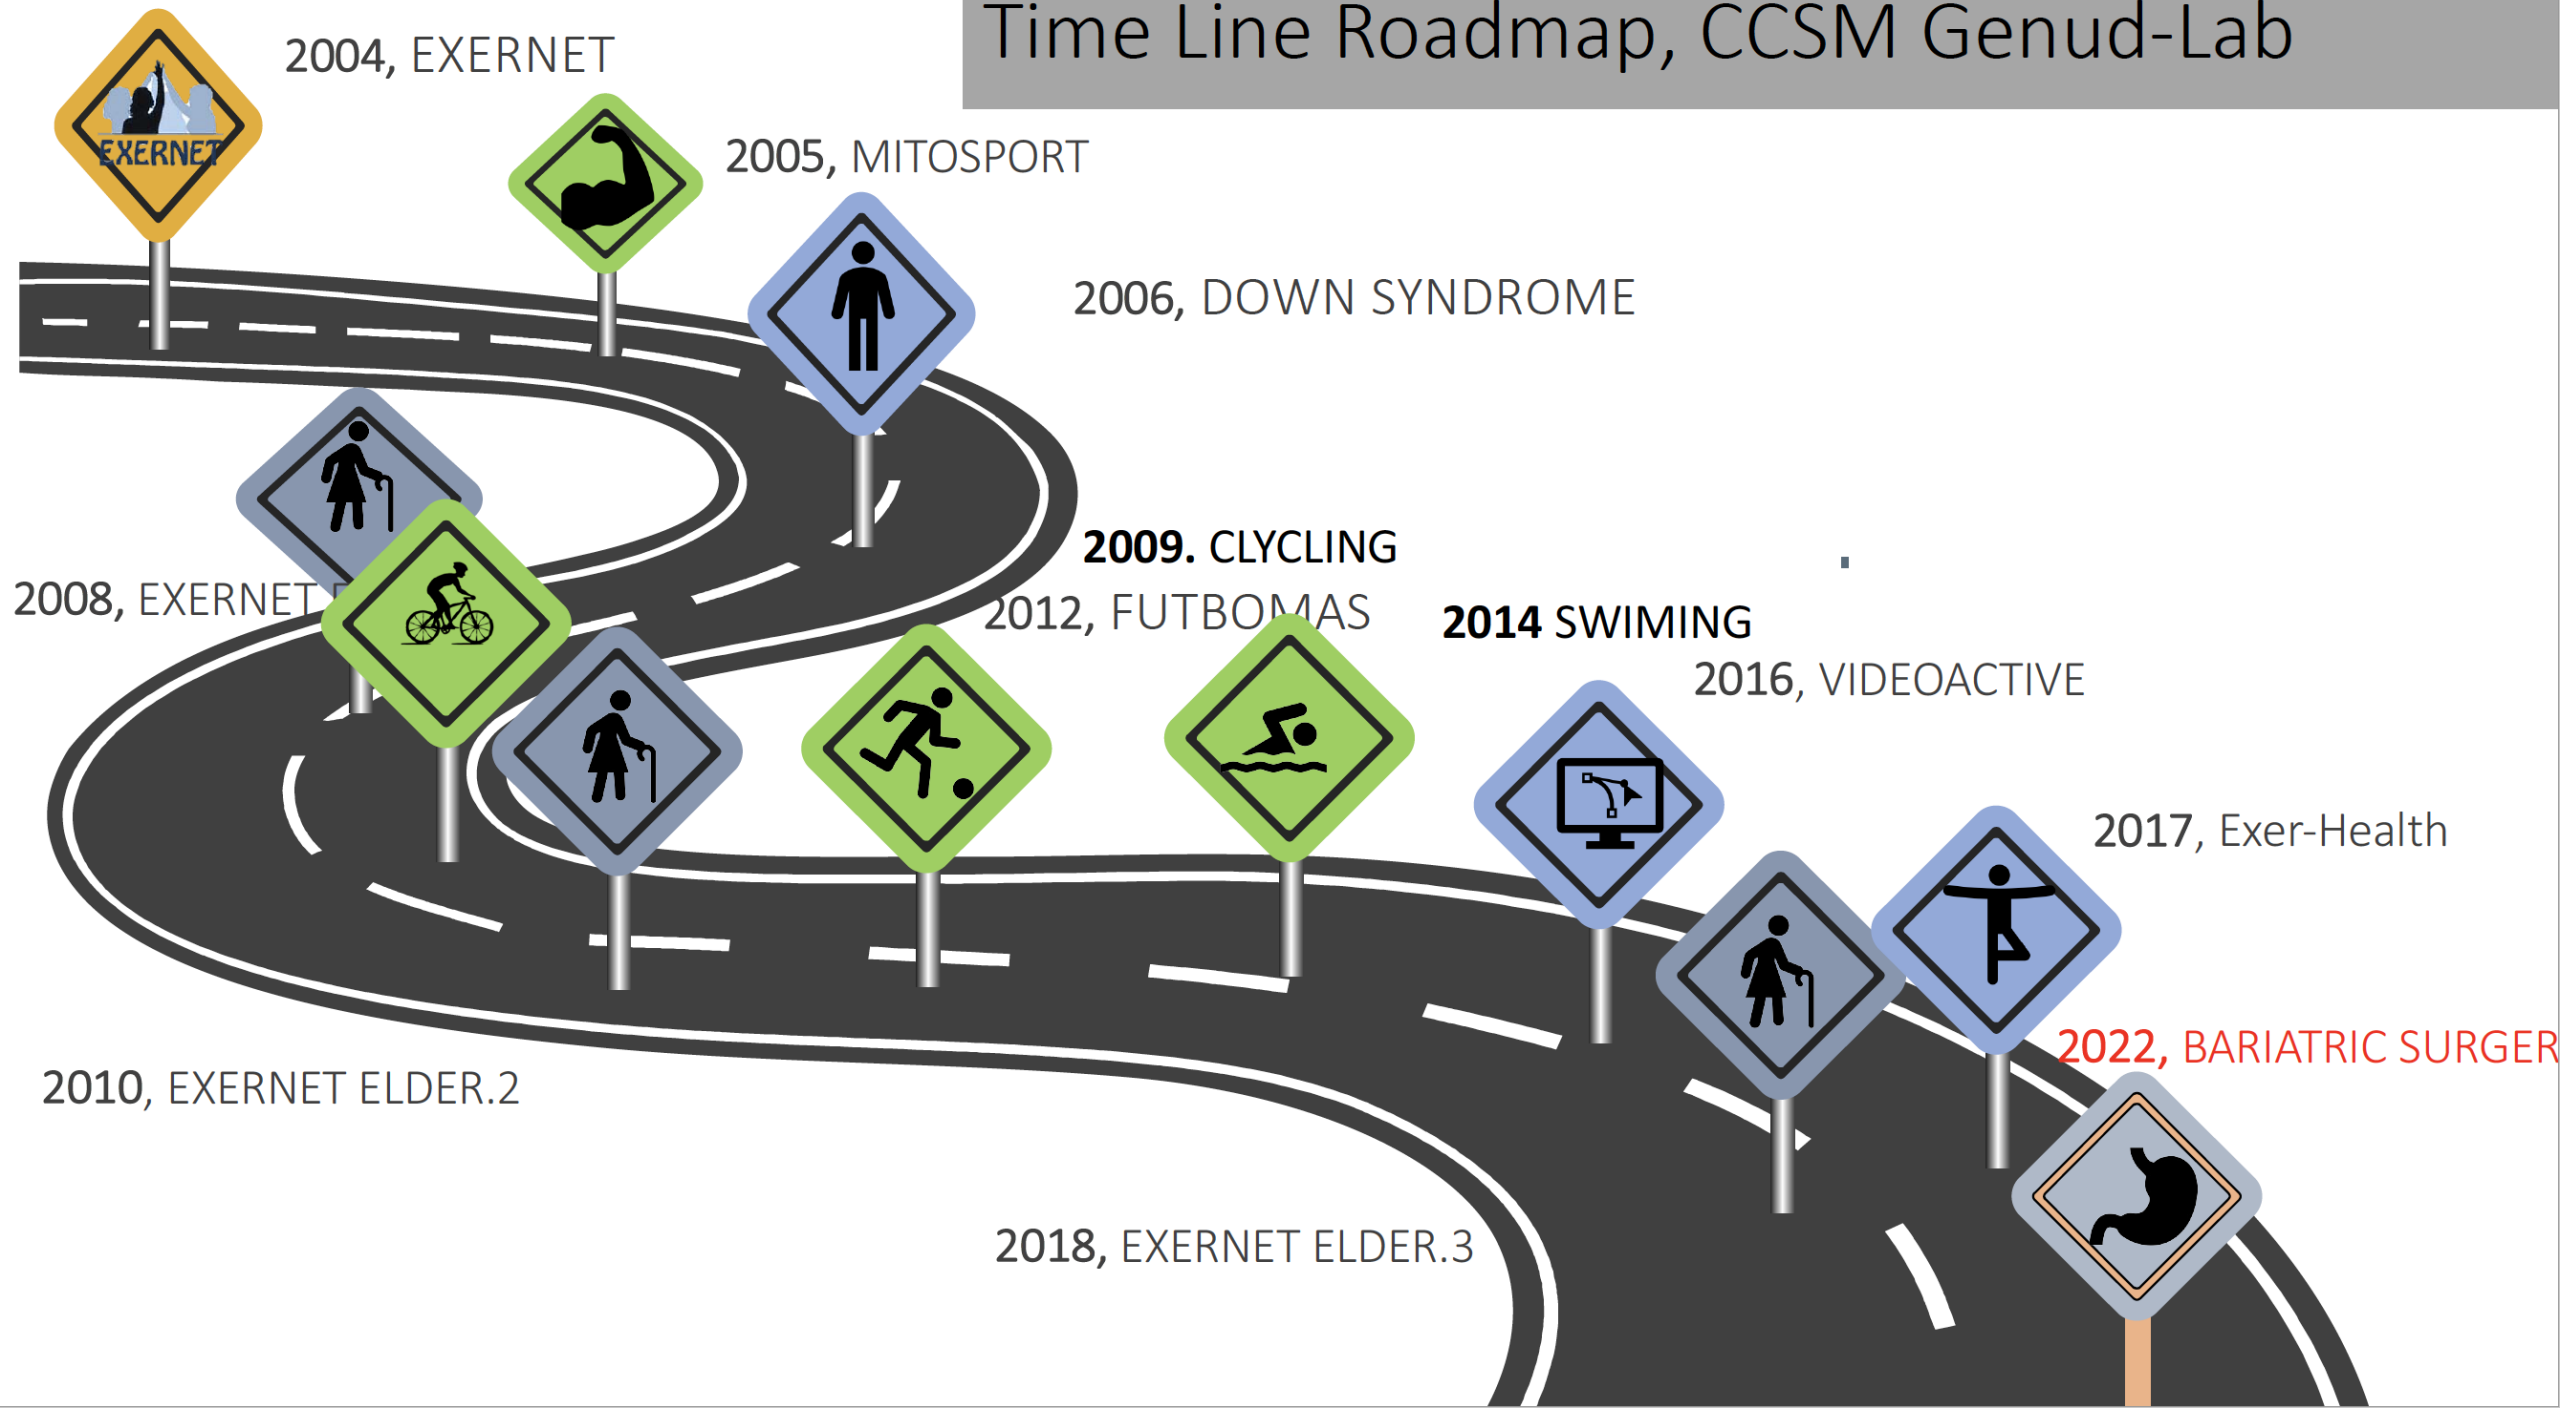 Time Line Roadmap, CCSM Genud-Lab
2004, EXERNET
EXERNET
2005, MITOSPORT
2006, DOWN SYNDROME
2008, EXERNET
2009. CLYCLING
2012, FUTBOMAS
2014 SWIMING
2016, VIDEOACTIVE
2017, Exer-Health
2022, BARIATRIC SURGER
2010, EXERNET ELDER.2
2018, EXERNET ELDER.3